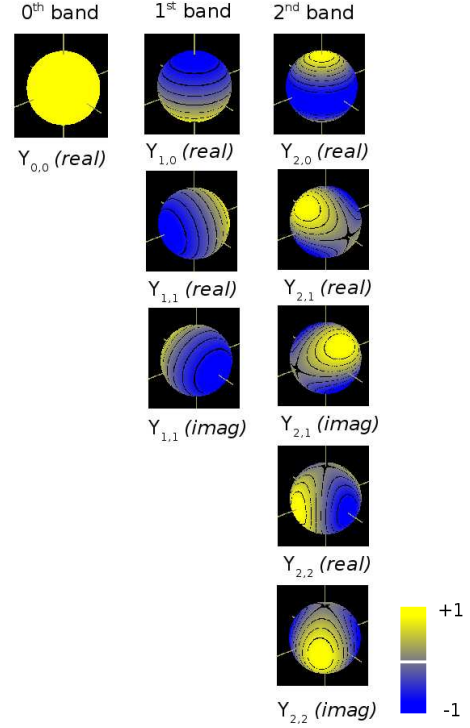 0th band 1st band 2nd band
Y0,0 (real) Y1,0 (real) Y2,0 (real)
Y1,1 (real) Y2,1 (real)
Y1,1 (imag) Y2,1 (imag)
Y2,2 (real)
+1
-1
Y2,2 (imag)